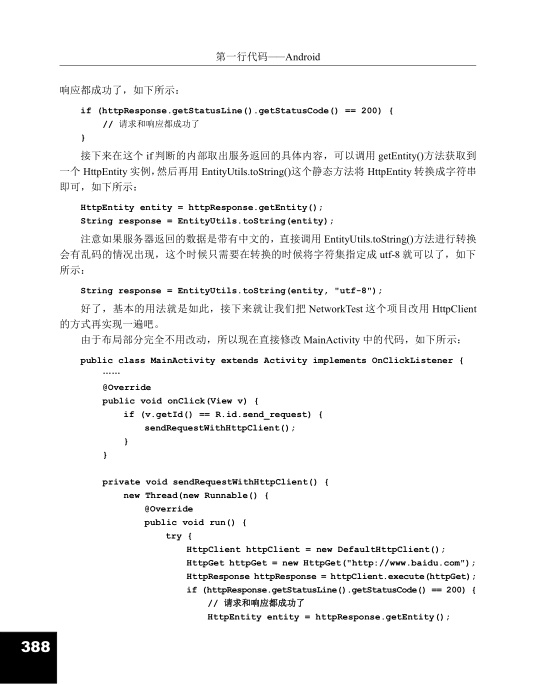 第一行代码——Android
响应都成功了，如下所示：
if (httpResponse.getStatusLine().getStatusCode() == 200) {
// 请求和响应都成功了
}
接下来在这个 if 判断的内部取出服务返回的具体内容，可以调用 getEntity()方法获取到
一个 HttpEntity 实例，然后再用 EntityUtils.toString()这个静态方法将 HttpEntity 转换成字符串
即可，如下所示：
HttpEntity entity = httpResponse.getEntity();
String response = EntityUtils.toString(entity);
注意如果服务器返回的数据是带有中文的，直接调用 EntityUtils.toString()方法进行转换
会有乱码的情况出现，这个时候只需要在转换的时候将字符集指定成 utf-8 就可以了，如下
所示：
String response = EntityUtils.toString(entity, "utf-8");
好了，基本的用法就是如此，接下来就让我们把 NetworkTest 这个项目改用 HttpClient
的方式再实现一遍吧。
由于布局部分完全不用改动，所以现在直接修改 MainActivity 中的代码，如下所示：
public class MainActivity extends Activity implements OnClickListener {
……
@Override
public void onClick(View v) {
if (v.getId() == R.id.send_request) {
sendRequestWithHttpClient();
}
}
private void sendRequestWithHttpClient() {
new Thread(new Runnable() {
@Override
public void run() {
try {
HttpClient httpClient = new DefaultHttpClient();
HttpGet httpGet = new HttpGet("http://www.baidu.com");
HttpResponse httpResponse = httpClient.execute(httpGet);
if (httpResponse.getStatusLine().getStatusCode() == 200) {
// 请求和响应都成功了
HttpEntity entity = httpResponse.getEntity();
388